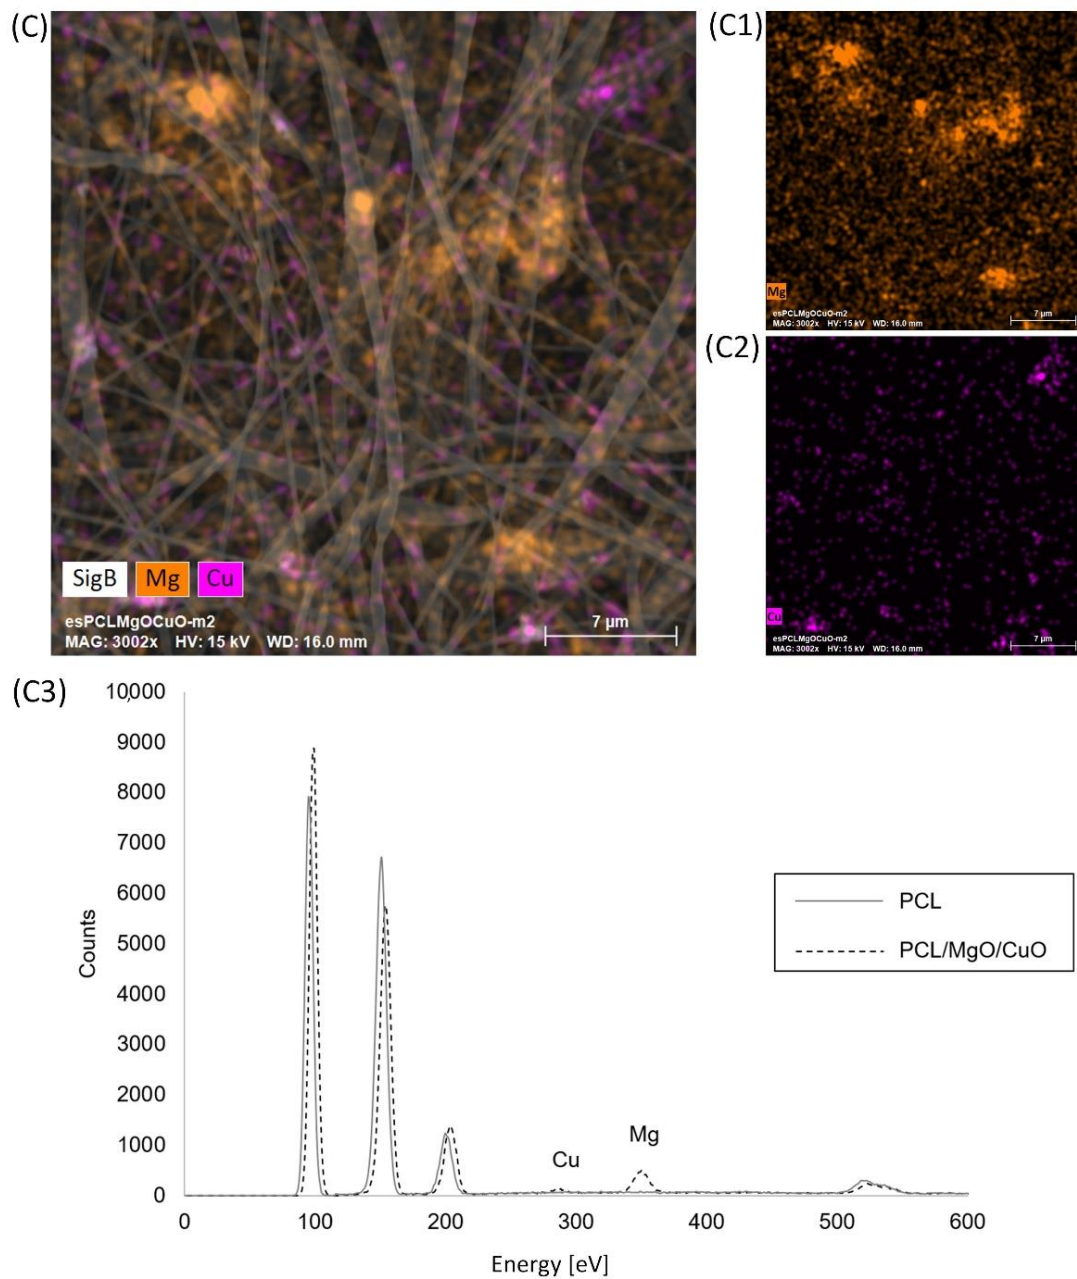 (C)
SigB Mg Cu
esPCLMgOCuO-m2
MAG: 3002x HV: 15 kV WD: 16.0 mm
7 µm
(C1)
Mg
esPCLMgOCuO-m2
MAG: 3002x HV: 15 kV WD: 16.0 mm
7 µm
(C2)
Cu
esPCLMgOCuO-m2
MAG: 3002x HV: 15 kV WD: 16.0 mm
7 µm
(C3)
Counts
10,000
9000
8000
7000
6000
5000
4000
3000
2000
1000
0
Cu
Mg
PCL
PCL/MgO/CuO
0 100 200 300 400 500 600
Energy [eV]